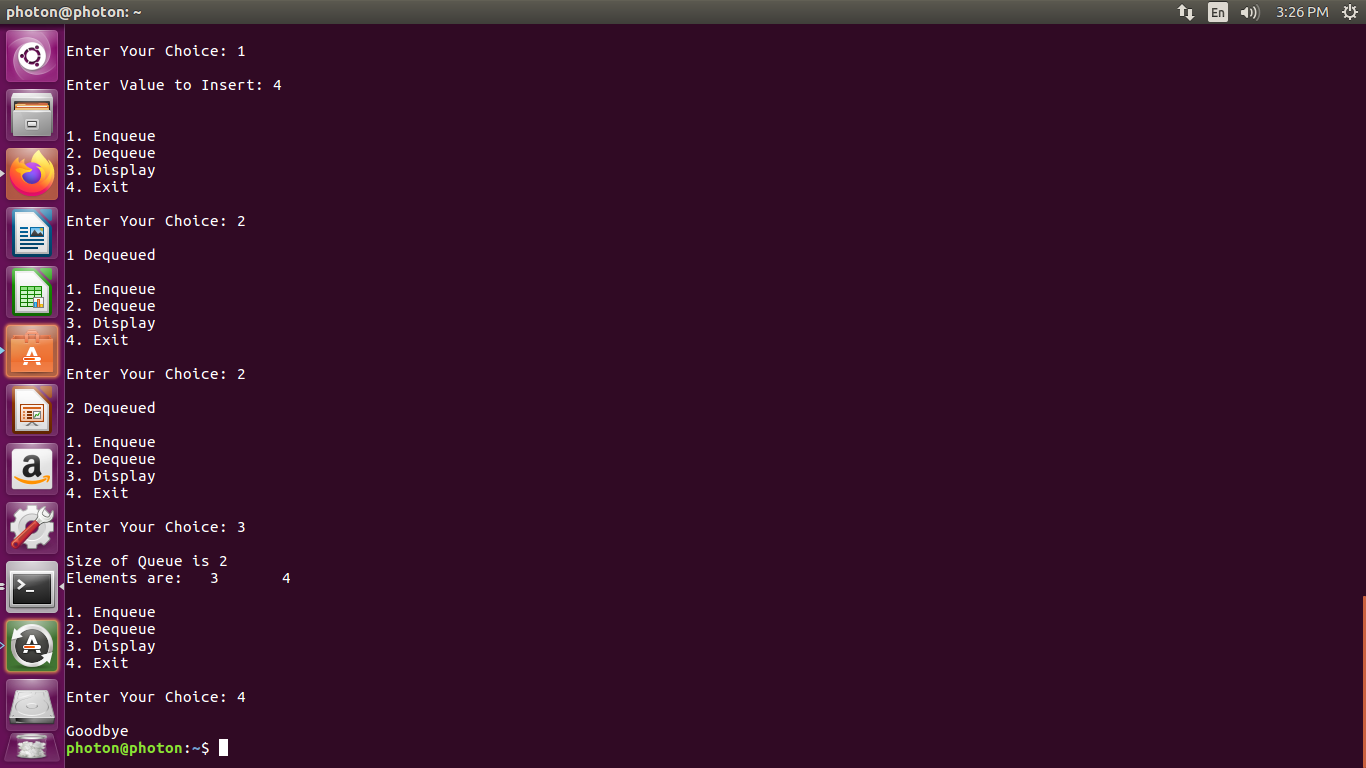 photon@photon: ~
En
3:26 PM
Enter Your Choice: 1
Enter Value to Insert: 4
1. Enqueue
2. Dequeue
3. Display
4. Exit
Enter Your Choice: 2
1 Dequeued
1. Enqueue
2. Dequeue
3. Display
4. Exit
Enter Your Choice: 2
2 Dequeued
1. Enqueue
2. Dequeue
3. Display
4. Exit
Enter Your Choice: 3
Size of Queue is 2
Elements are:   3       4
1. Enqueue
2. Dequeue
3. Display
4. Exit
Enter Your Choice: 4
Goodbye
photon@photon:~$